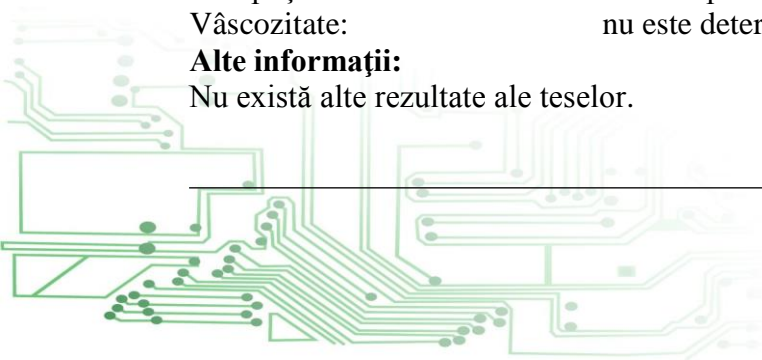 Vâscozitate: nu este deter
Alte informaţii:
Nu există alte rezultate ale teselor.